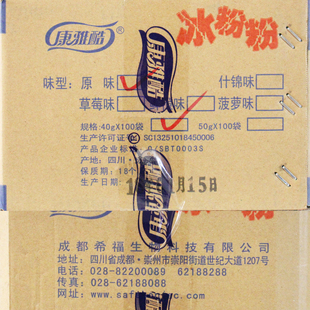 康雅酷®
康雅酷
冰粉粉
味型: 原味 什锦味
草莓味 味 菠萝味
规格:40gX100袋 50gX100袋
生产许可证 SC13251018450006
产品企业标准: Q/SBT0003S
产地: 四川·
保质期: 18个
生产日期: 15日
成都希福生物科技有限公司
地址: 四川省成都·崇州市崇阳街道世纪大道1207号
电话: 028-82200089 62188288
传真: 028-62188088
网址: